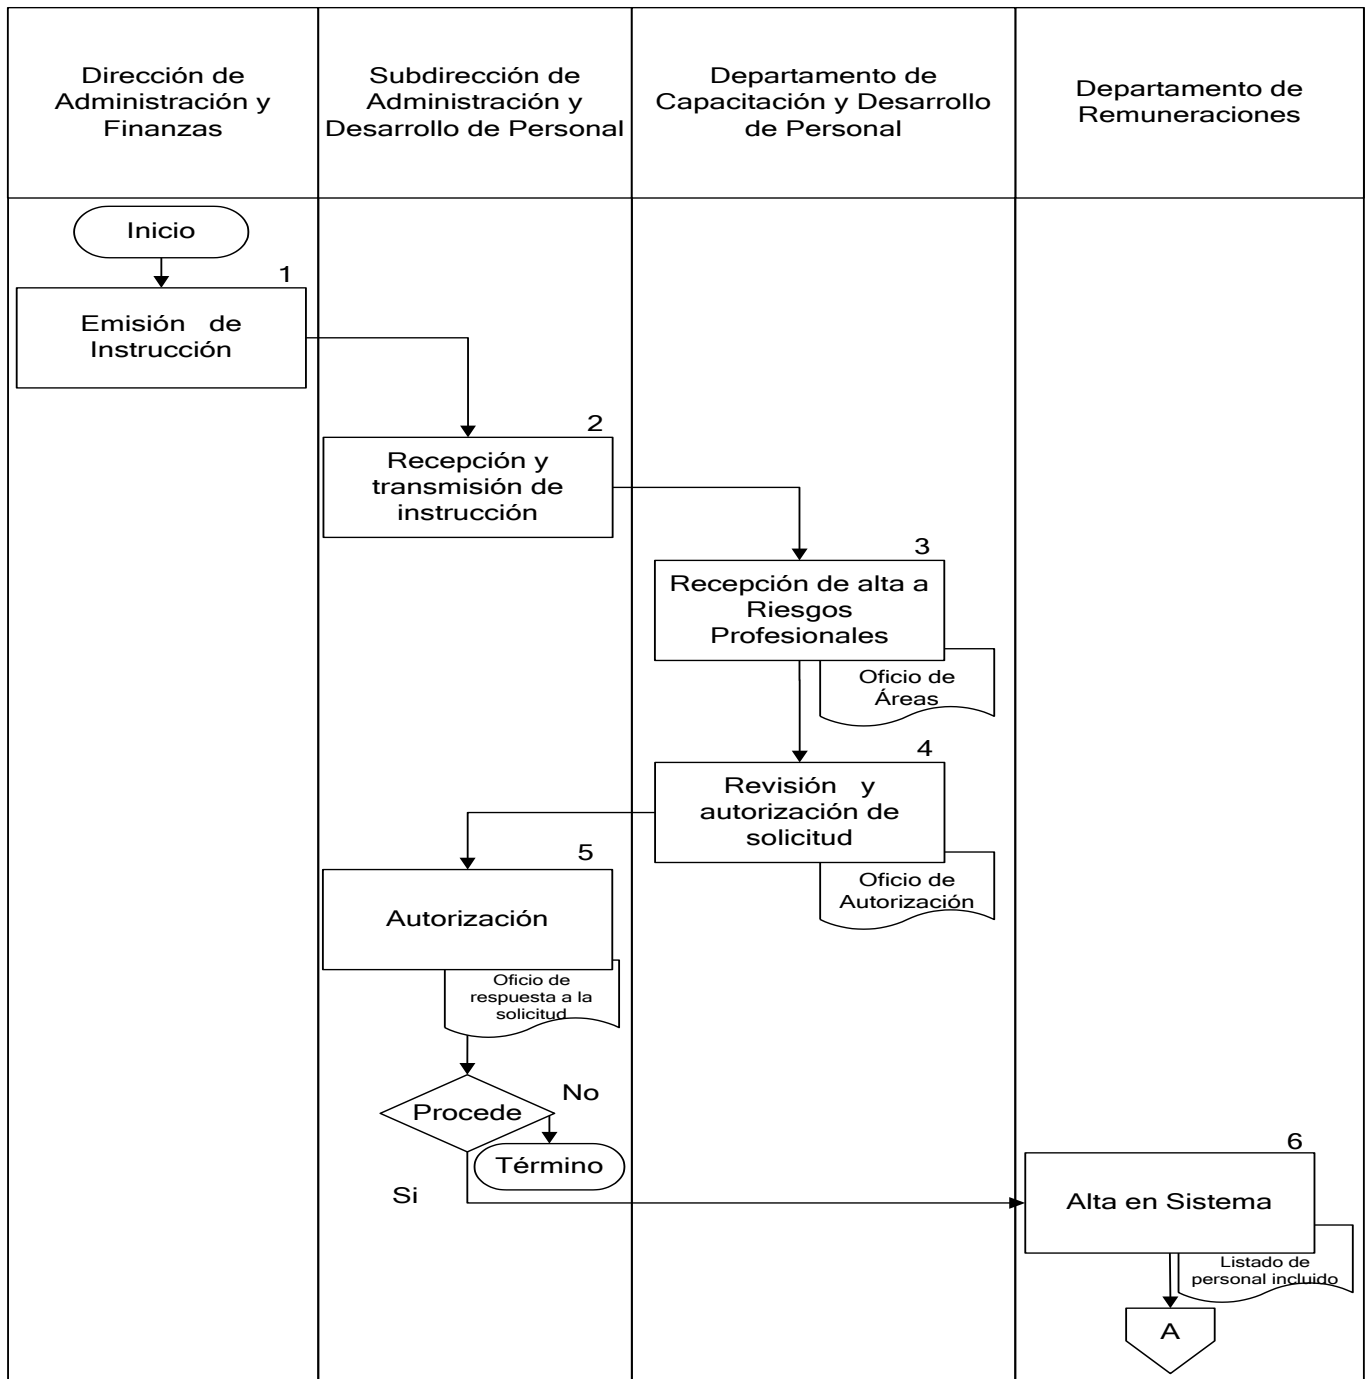 Dirección de
Administración y
Finanzas
Subdirección de
Administración y
Desarrollo de Personal
Departamento de
Capacitación y Desarrollo
de Personal
Departamento de
Remuneraciones
Inicio
1
Emisión de
Instrucción
2
Recepción y
transmisión de
instrucción
3
Recepción de alta a
Riesgos
Profesionales
Oficio de
Áreas
4
Revisión y
autorización de
solicitud
Oficio de
Autorización
5
Autorización
Oficio de
respuesta a la
solicitud
Procede
No
Término
Si
6
Alta en Sistema
Listado de
personal incluido
A